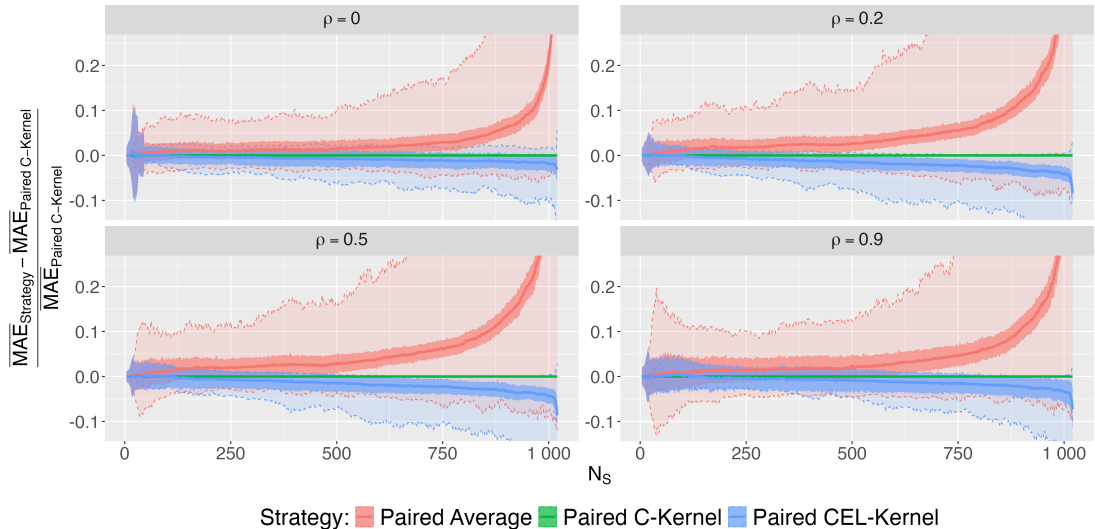 ρ = 0
ρ = 0.2
0.2
0.1
0.0
-0.1
0.2
0.1
0.0
-0.1
ρ = 0.5
ρ = 0.9
0.2
0.1
0.0
-0.1
0.2
0.1
0.0
-0.1
0 250 500 750 1 000
0 250 500 750 1 000
N_S
MAE_Strategy − MAE_Paired C−Kernel
MAE_Paired C−Kernel
Strategy: Paired Average Paired C-Kernel Paired CEL-Kernel